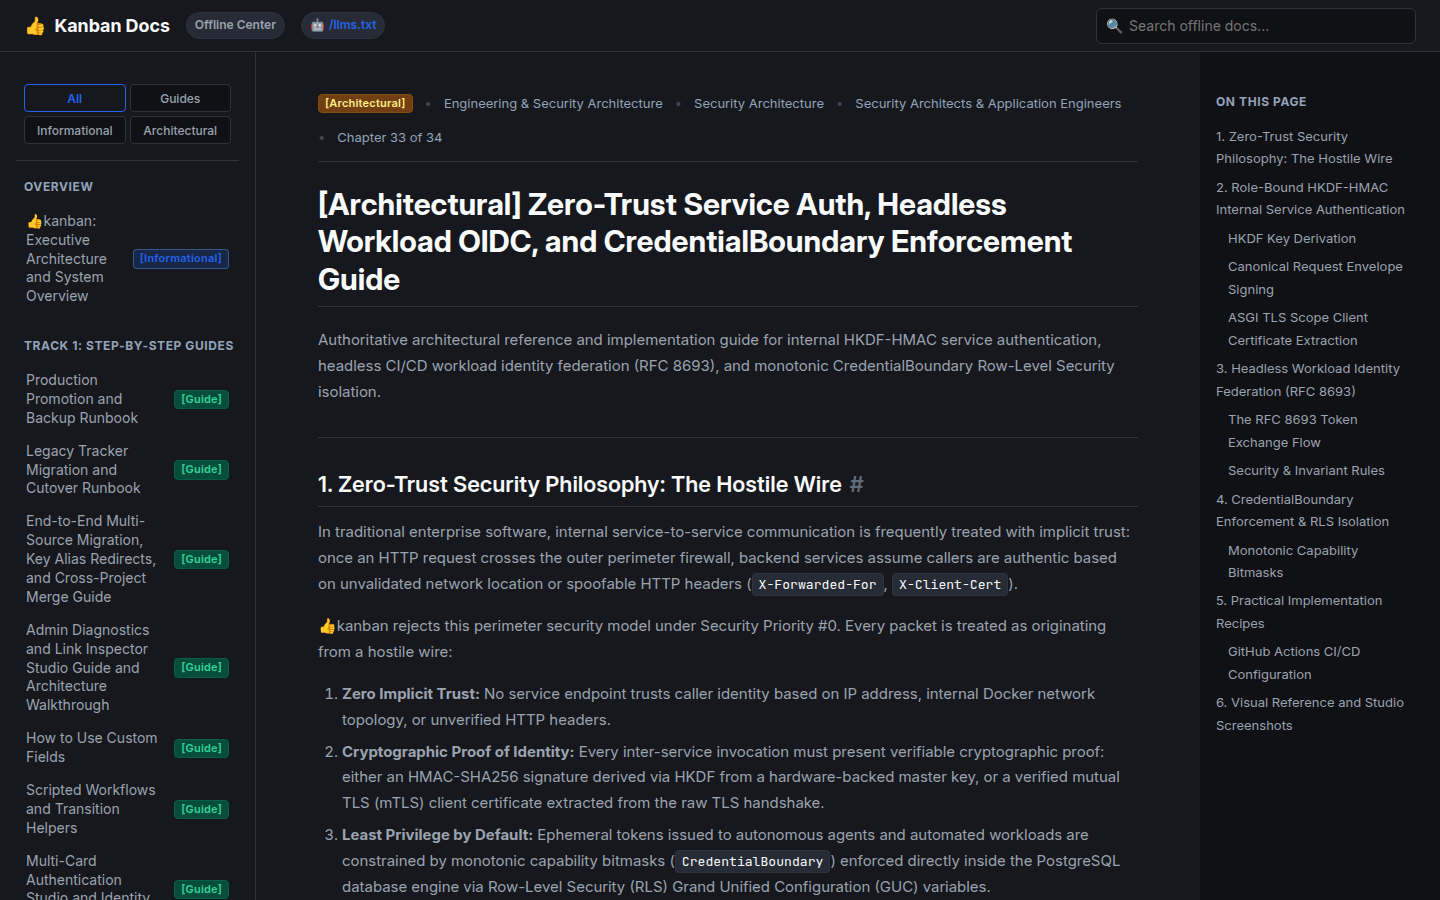 👍 Kanban Docs
Offline Center
🤖 /llms.txt
🔍 Search offline docs...
All
Guides
Informational
Architectural
OVERVIEW
👍kanban:
Executive
Architecture
and System
Overview
[Informational]
TRACK 1: STEP-BY-STEP GUIDES
Production
Promotion and
Backup Runbook
[Guide]
Legacy Tracker
Migration and
Cutover Runbook
[Guide]
End-to-End Multi-
Source Migration,
Key Alias Redirects,
and Cross-Project
Merge Guide
[Guide]
Admin Diagnostics
and Link Inspector
Studio Guide and
Architecture
Walkthrough
[Guide]
How to Use Custom
Fields
[Guide]
Scripted Workflows
and Transition
Helpers
[Guide]
Multi-Card
Authentication
Studio and Identity
[Guide]
[Architectural] • Engineering & Security Architecture • Security Architecture • Security Architects & Application Engineers
• Chapter 33 of 34
[Architectural] Zero-Trust Service Auth, Headless
Workload OIDC, and CredentialBoundary Enforcement
Guide
Authoritative architectural reference and implementation guide for internal HKDF-HMAC service authentication,
headless CI/CD workload identity federation (RFC 8693), and monotonic CredentialBoundary Row-Level Security
isolation.
1. Zero-Trust Security Philosophy: The Hostile Wire #
In traditional enterprise software, internal service-to-service communication is frequently treated with implicit trust:
once an HTTP request crosses the outer perimeter firewall, backend services assume callers are authentic based
on unvalidated network location or spoofable HTTP headers (X-Forwarded-For, X-Client-Cert).
👍kanban rejects this perimeter security model under Security Priority #0. Every packet is treated as originating
from a hostile wire:
1. Zero Implicit Trust: No service endpoint trusts caller identity based on IP address, internal Docker network
topology, or unverified HTTP headers.
2. Cryptographic Proof of Identity: Every inter-service invocation must present verifiable cryptographic proof:
either an HMAC-SHA256 signature derived via HKDF from a hardware-backed master key, or a verified mutual
TLS (mTLS) client certificate extracted from the raw TLS handshake.
3. Least Privilege by Default: Ephemeral tokens issued to autonomous agents and automated workloads are
constrained by monotonic capability bitmasks (CredentialBoundary) enforced directly inside the PostgreSQL
database engine via Row-Level Security (RLS) Grand Unified Configuration (GUC) variables.
ON THIS PAGE
1. Zero-Trust Security
Philosophy: The Hostile Wire
2. Role-Bound HKDF-HMAC
Internal Service Authentication
HKDF Key Derivation
Canonical Request Envelope
Signing
ASGI TLS Scope Client
Certificate Extraction
3. Headless Workload Identity
Federation (RFC 8693)
The RFC 8693 Token
Exchange Flow
Security & Invariant Rules
4. CredentialBoundary
Enforcement & RLS Isolation
Monotonic Capability
Bitmasks
5. Practical Implementation
Recipes
GitHub Actions CI/CD
Configuration
6. Visual Reference and Studio
Screenshots